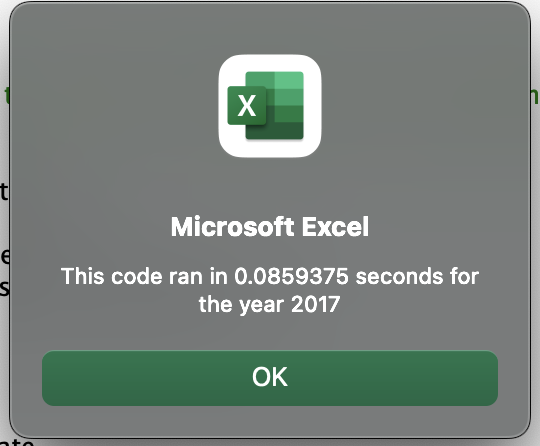 X
Microsoft Excel
This code ran in 0.0859375 seconds for
the year 2017
OK